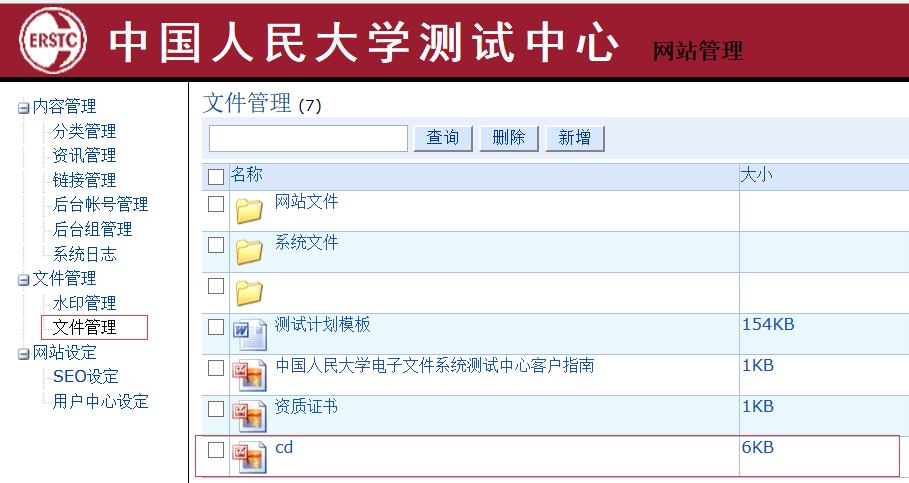 ERSTC
中国人民大学测试中心 网站管理
内容管理
分类管理
资讯管理
链接管理
后台帐号管理
后台组管理
系统日志
文件管理
水印管理
文件管理
网站设定
SEO设定
用户中心设定
文件管理 (7)
查询 删除 新增
名称 大小
网站文件
系统文件
测试计划模板 154KB
中国人民大学电子文件系统测试中心客户指南 1KB
资质证书 1KB
cd 6KB